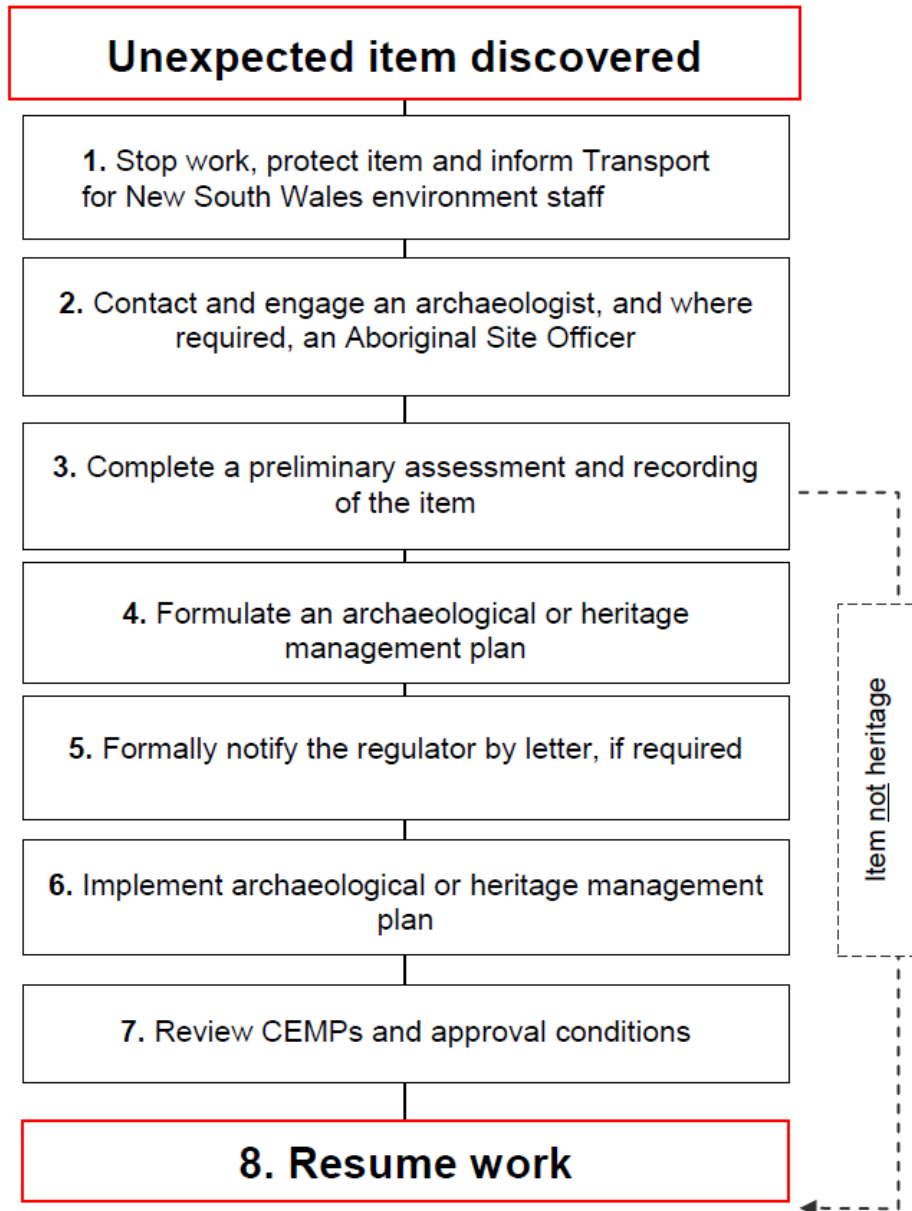 Unexpected item discovered
1. Stop work, protect item and inform Transport
for New South Wales environment staff
2. Contact and engage an archaeologist, and where
required, an Aboriginal Site Officer
3. Complete a preliminary assessment and recording
of the item
4. Formulate an archaeological or heritage
management plan
5. Formally notify the regulator by letter, if required
6. Implement archaeological or heritage management
plan
7. Review CEMPs and approval conditions
8. Resume work
Item not heritage